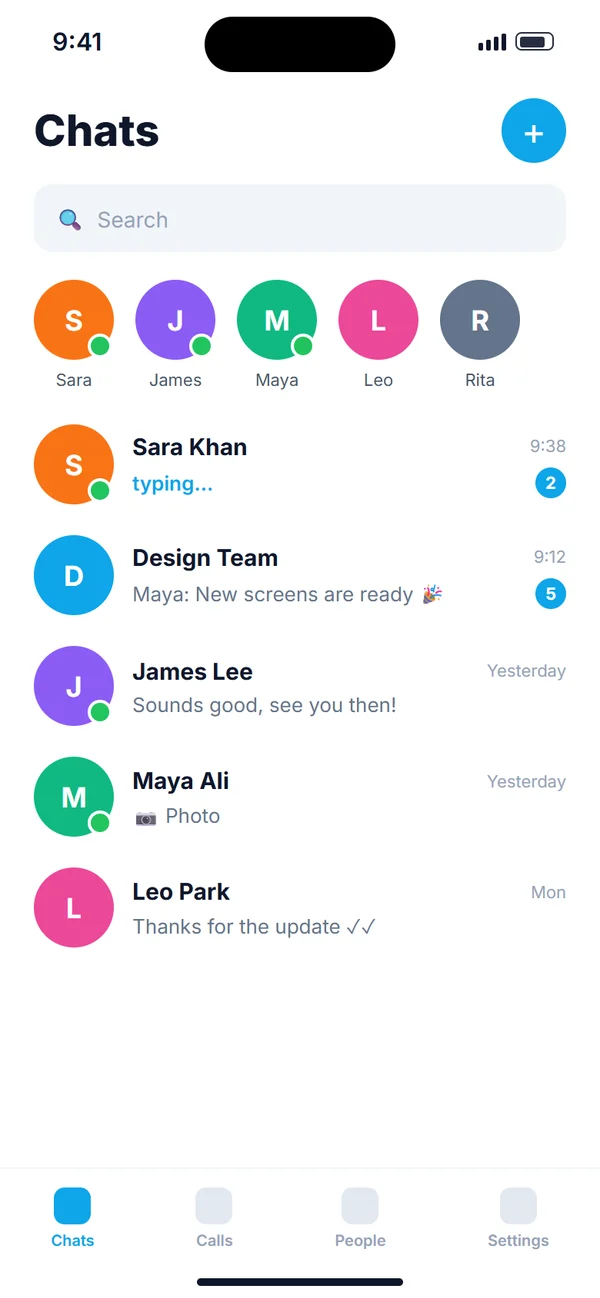 9:41
Chats
+
🔍 Search
S J M L R
Sara James Maya Leo Rita
S Sara Khan 9:38
typing... 2
D Design Team 9:12
Maya: New screens are ready 🎉 5
J James Lee Yesterday
Sounds good, see you then!
M Maya Ali Yesterday
📷 Photo
L Leo Park Mon
Thanks for the update ✓✓
Chats Calls People Settings